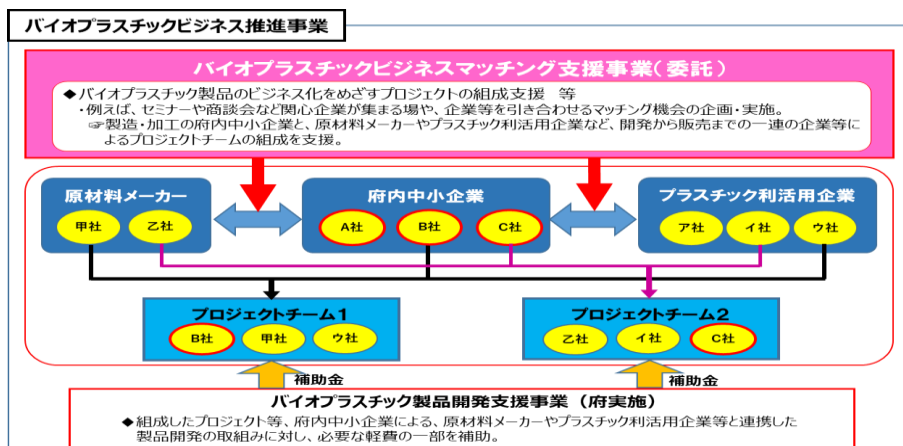 バイオプラスチックビジネス推進事業
バイオプラスチックビジネスマッチング支援事業(委託)
◆バイオプラスチック製品のビジネス化をめざすプロジェクトの組成支援 等
・例えば、セミナーや商談会など関心企業が集まる場や、企業等を引き合わせるマッチング機会の企画・実施。
☞製造・加工の府内中小企業と、原材料メーカーやプラスチック利活用企業など、開発から販売までの一連の企業等に
よるプロジェクトチームの組成を支援。
原材料メーカー
府内中小企業
プラスチック利活用企業
甲社
乙社
A社
B社
C社
ア社
イ社
ウ社
プロジェクトチーム1
プロジェクトチーム2
B社
甲社
ウ社
乙社
イ社
C社
補助金
補助金
バイオプラスチック製品開発支援事業(府実施)
◆組成したプロジェクト等、府内中小企業による、原材料メーカーやプラスチック利活用企業等と連携した
製品開発の取組みに対し、必要な軽費の一部を補助。